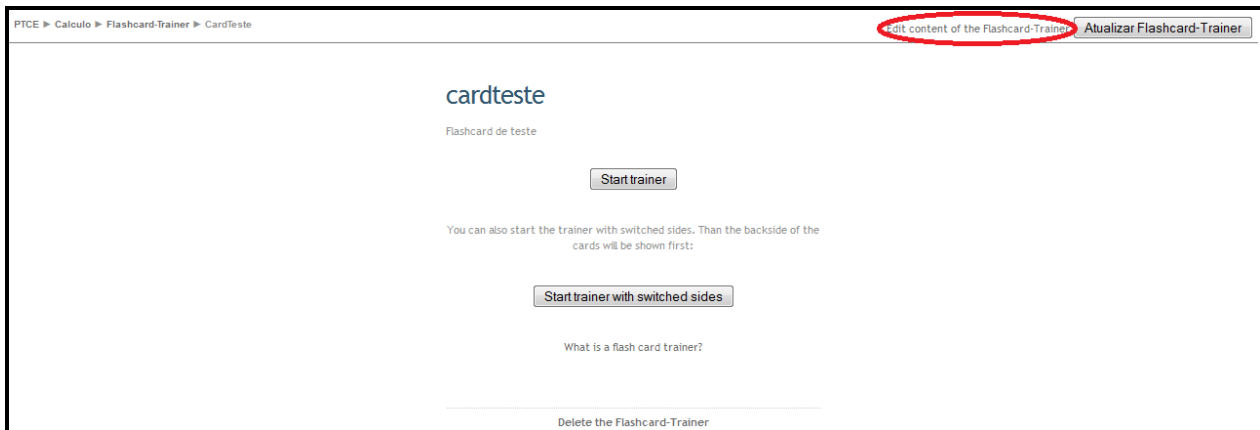 PTCE ► Calculo ► Flashcard-Trainer ► CardTeste
Edit content of the Flashcard-Trainer
Atualizar Flashcard-Trainer
cardteste
Flashcard de teste
Start trainer
You can also start the trainer with switched sides. Than the backside of the
cards will be shown first:
Start trainer with switched sides
What is a flash card trainer?
Delete the Flashcard-Trainer